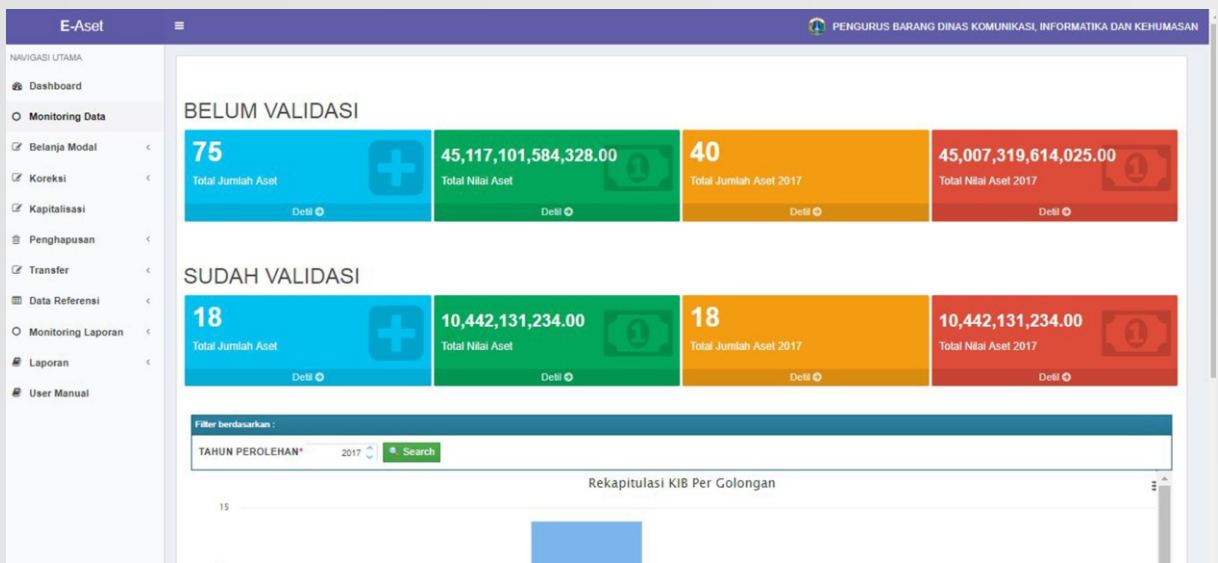 E-Aset
PENGURUS BARANG DINAS KOMUNIKASI, INFORMATIKA DAN KEHUMASAN
NAVIGASI UTAMA
Dashboard
Monitoring Data
Belanja Modal
Koreksi
Kapitalisasi
Penghapusan
Transfer
Data Referensi
Monitoring Laporan
Laporan
User Manual
BELUM VALIDASI
75
Total Jumlah Aset
Detil
45,117,101,584,328.00
Total Nilai Aset
Detil
40
Total Jumlah Aset 2017
Detil
45,007,319,614,025.00
Total Nilai Aset 2017
Detil
SUDAH VALIDASI
18
Total Jumlah Aset
Detil
10,442,131,234.00
Total Nilai Aset
Detil
18
Total Jumlah Aset 2017
Detil
10,442,131,234.00
Total Nilai Aset 2017
Detil
Filter berdasarkan :
TAHUN PEROLEHAN* 2017 Search
Rekapitulasi KIB Per Golongan
15